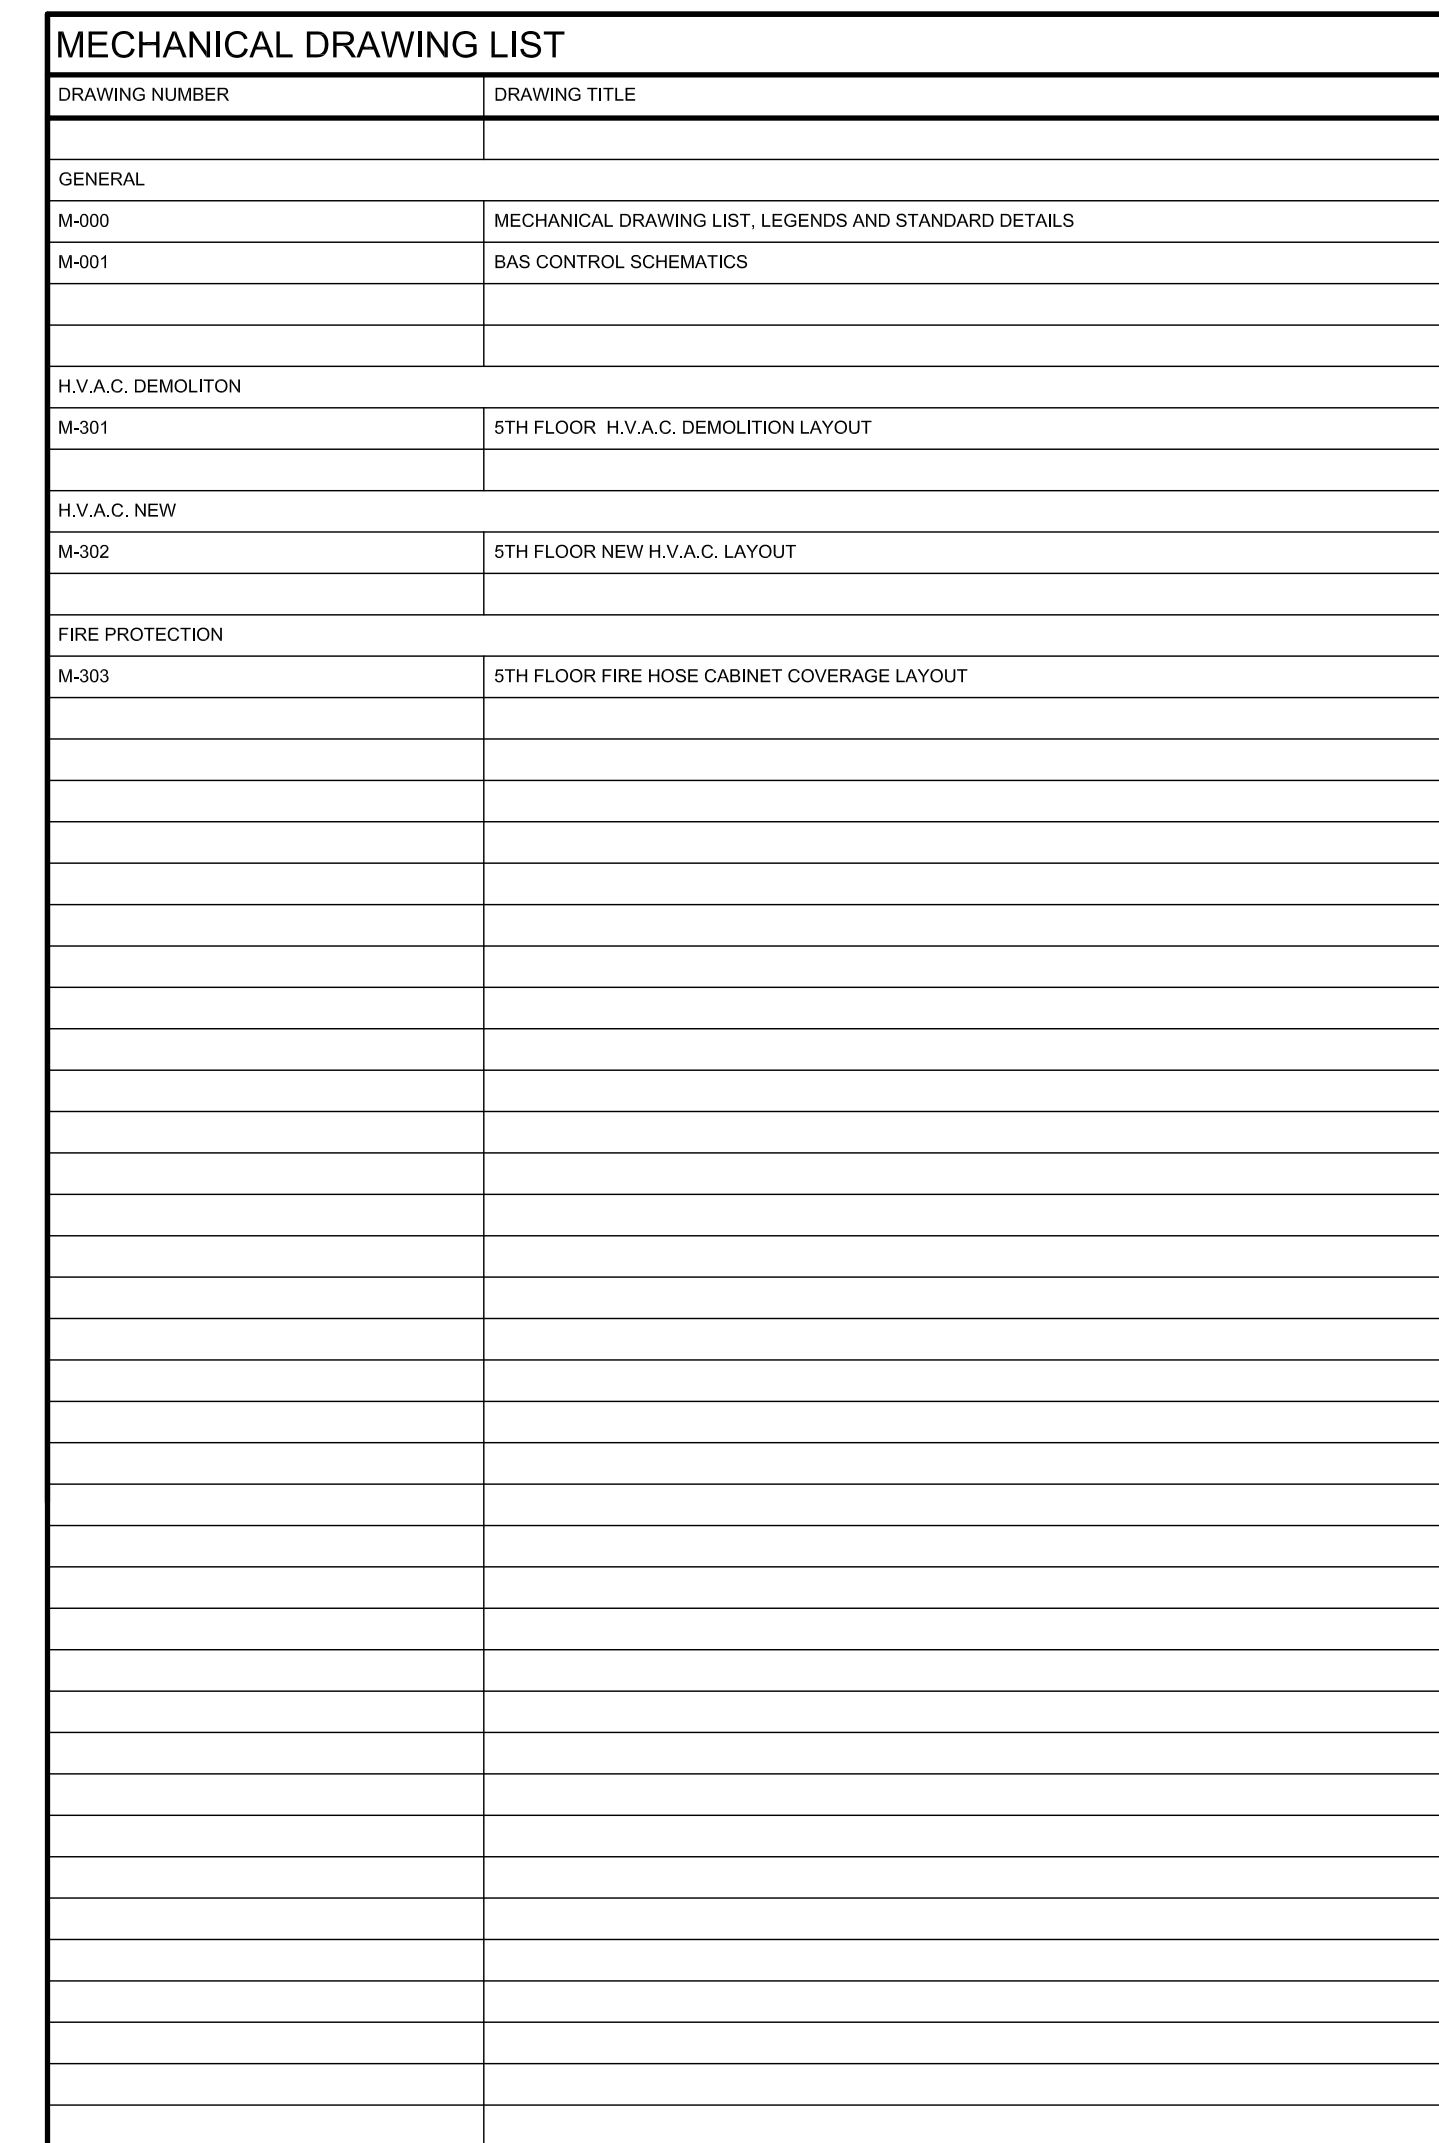 MECHANICAL DRAWING LIST
DRAWING NUMBER DRAWING TITLE
GENERAL
M-000 MECHANICAL DRAWING LIST, LEGENDS AND STANDARD DETAILS
M-001 BAS CONTROL SCHEMATICS
H.V.A.C. DEMOLITON
M-301 5TH FLOOR  H.V.A.C. DEMOLITION LAYOUT
H.V.A.C. NEW
M-302 5TH FLOOR NEW H.V.A.C. LAYOUT
FIRE PROTECTION
M-303 5TH FLOOR FIRE HOSE CABINET COVERAGE LAYOUT